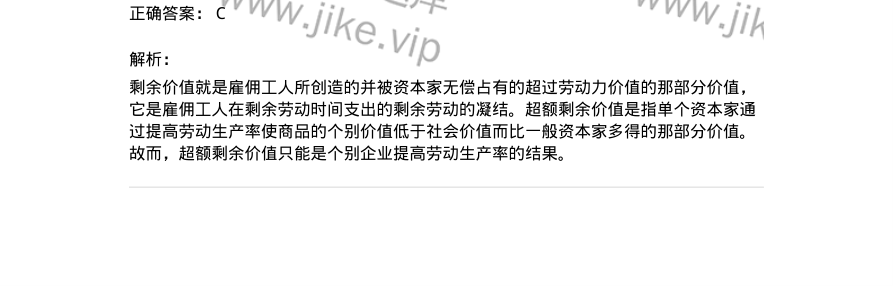 正确答案： C
www.jike.vip
www.jik
解析：
剩余价值就是雇佣工人所创造的并被资本家无偿占有的超过劳动力价值的那部分价值，
它是雇佣工人在剩余劳动时间支出的剩余劳动的凝结。超额剩余价值是指单个资本家通
过提高劳动生产率使商品的个别价值低于社会价值而比一般资本家多得的那部分价值。
故而，超额剩余价值只能是个别企业提高劳动生产率的结果。